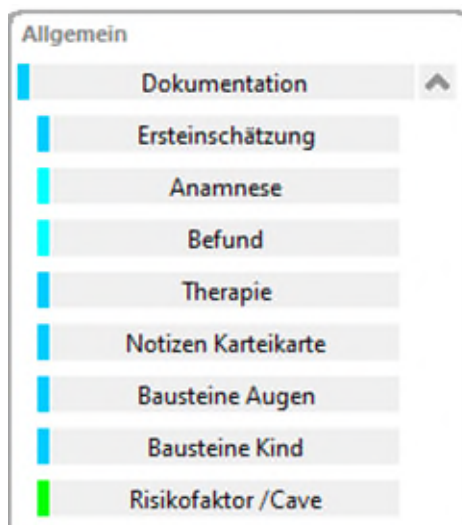 Allgemein
Dokumentation
Ersteinschätzung
Anamnese
Befund
Therapie
Notizen Karteikarte
Bausteine Augen
Bausteine Kind
Risikofaktor /Cave